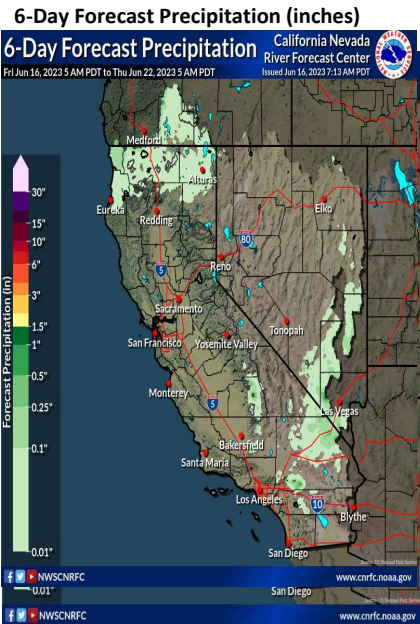 6-Day Forecast Precipitation (inches)
6-Day Forecast Precipitation
California Nevada
River Forecast Center
Fri Jun 16, 2023 5 AM PDT to Thu Jun 22, 2023 5 AM PDT
Issued Jun 16, 2023 7:13 AM PDT
Medford
Alturas
Eureka
Redding
Elko
80
5
Reno
Sacramento
San Francisco
Yosemite Valley
Tonopah
Monterey
5
Las Vegas
Bakersfield
Santa Maria
Los Angeles
10
Blythe
San Diego
Forecast Precipitation (in)
30"
15"
10"
6"
3"
1.5"
1"
0.5"
0.25"
0.1"
0.01"
NWSCNRFC
www.cnrfc.noaa.gov
0.01"
San Diego
NWSCNRFC
www.cnrfc.noaa.gov